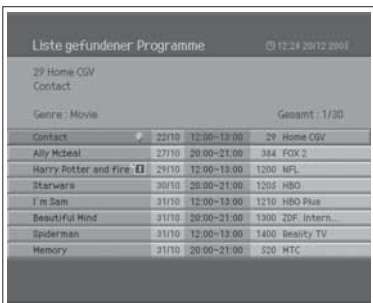 Liste gefundener Programme 12:24 20/12 2005
29 Home CGV
Contact
Genre : Movie Gesamt : 1/30
Contact 22/10 12:00~13:00 29 Home CGV
Ally Mcbeal 27/10 20:00~21:00 384 FOX 2
Harry Potter and fire 29/10 12:00~13:00 1200 NFL
Starwars 30/10 20:00~21:00 1205 HBO
I'm Sam 31/10 12:00~13:00 1210 HBO Plus
Beautiful Mind 31/10 20:00~21:00 1300 ZDF. Intern...
Spiderman 31/10 12:00~13:00 1400 Reality TV
Memory 31/10 20:00~21:00 520 MTC